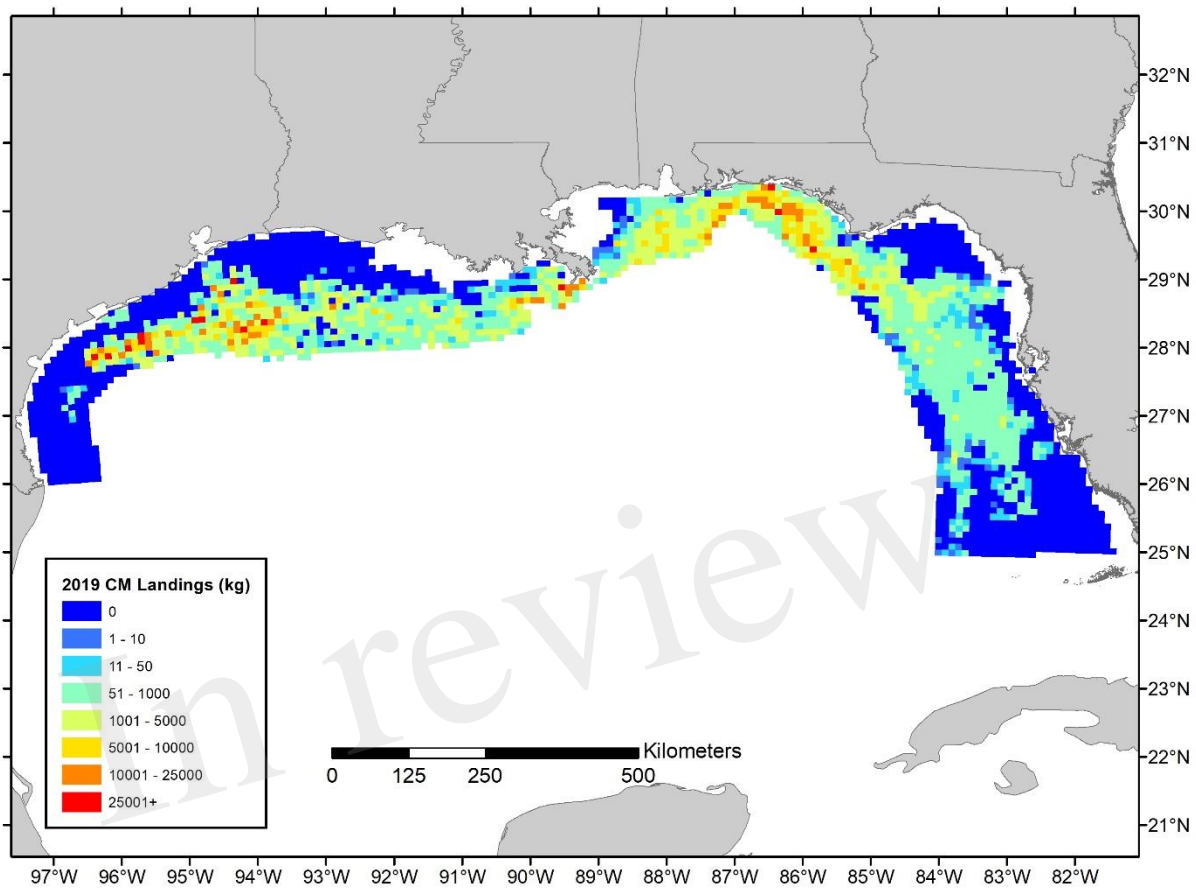 32°N
31°N
30°N
29°N
28°N
27°N
26°N
25°N
24°N
23°N
22°N
21°N
In review
2019 CM Landings (kg)
0
1 - 10
11 - 50
51 - 1000
1001 - 5000
5001 - 10000
10001 - 25000
25001+
Kilometers
0 125 250 500
97°W 96°W 95°W 94°W 93°W 92°W 91°W 90°W 89°W 88°W 87°W 86°W 85°W 84°W 83°W 82°W